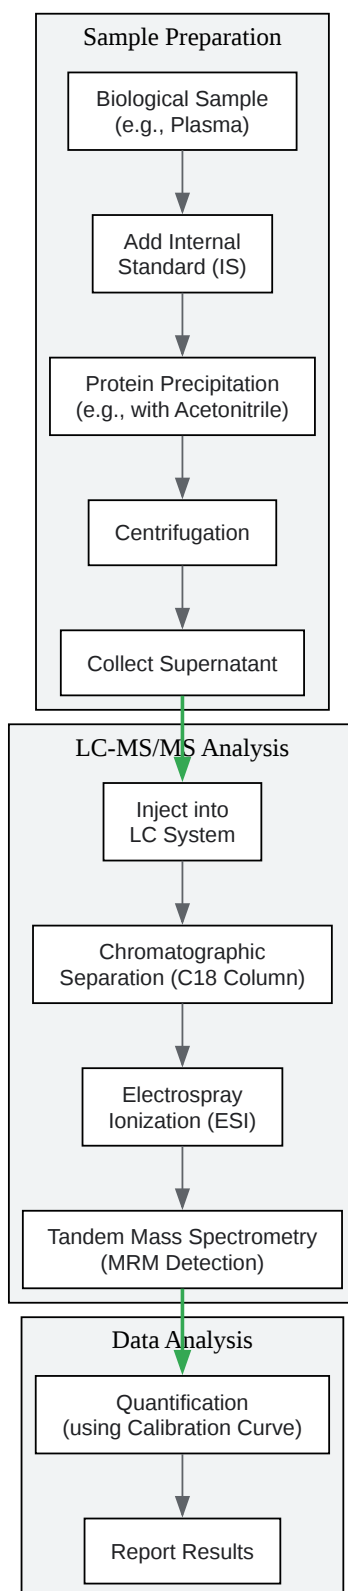 Sample Preparation
Biological Sample
(e.g., Plasma)
Add Internal
Standard (IS)
Protein Precipitation
(e.g., with Acetonitrile)
Centrifugation
Collect Supernatant
LC-MS/MS Analysis
Inject into
LC System
Chromatographic
Separation (C18 Column)
Electrospray
Ionization (ESI)
Tandem Mass Spectrometry
(MRM Detection)
Data Analysis
Quantification
(using Calibration Curve)
Report Results